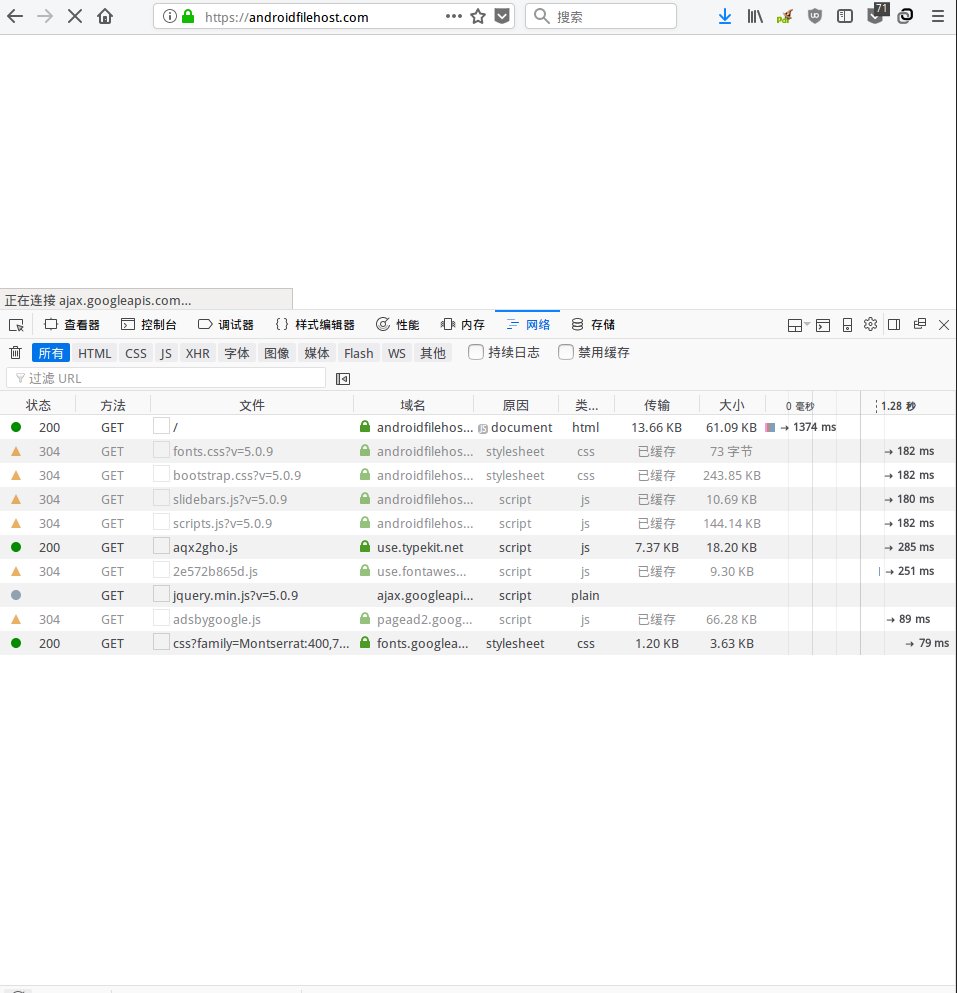 https://androidfilehost.com 搜索 71
正在连接 ajax.googleapis.com...
查看器 控制台 调试器 样式编辑器 性能 内存 网络 存储
所有 HTML CSS JS XHR 字体 图像 媒体 Flash WS 其他 持续日志 禁用缓存
过滤 URL
状态 方法 文件 域名 原因 类... 传输 大小 0 毫秒 1.28 秒
200 GET / androidfilehos... JS document html 13.66 KB 61.09 KB → 1374 ms
304 GET fonts.css?v=5.0.9 androidfilehos... stylesheet css 已缓存 73 字节 → 182 ms
304 GET bootstrap.css?v=5.0.9 androidfilehos... stylesheet css 已缓存 243.85 KB → 182 ms
304 GET slidebars.js?v=5.0.9 androidfilehos... script js 已缓存 10.69 KB → 180 ms
304 GET scripts.js?v=5.0.9 androidfilehos... script js 已缓存 144.14 KB → 182 ms
200 GET aqx2gho.js use.typekit.net script js 7.37 KB 18.20 KB → 285 ms
304 GET 2e572b865d.js use.fontawes... script js 已缓存 9.30 KB → 251 ms
GET jquery.min.js?v=5.0.9 ajax.googleapi... script plain
304 GET adsbygoogle.js pagead2.goog... script js 已缓存 66.28 KB → 89 ms
200 GET css?family=Montserrat:400,7... fonts.googlea... stylesheet css 1.20 KB 3.63 KB → 79 ms